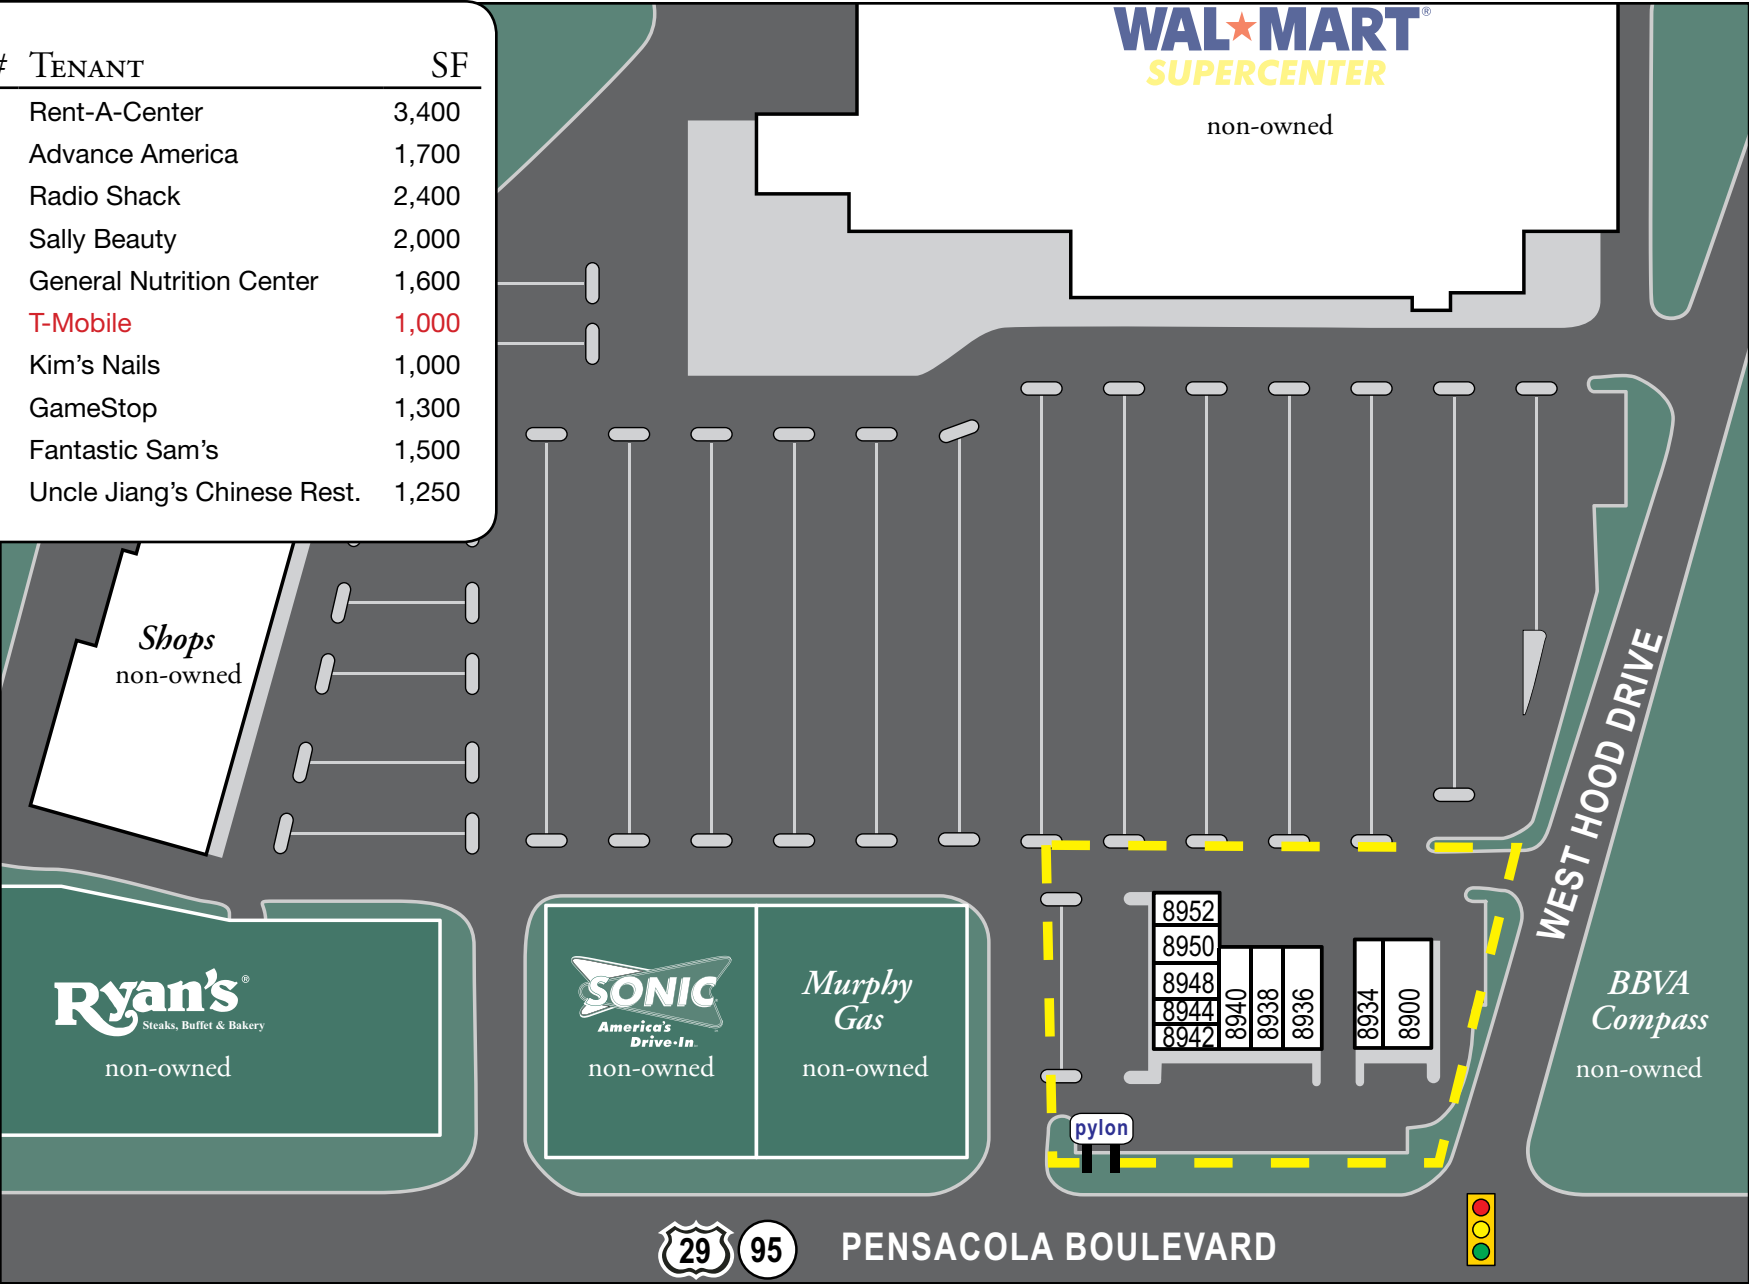 # TENANT SF
Rent-A-Center 3,400
Advance America 1,700
Radio Shack 2,400
Sally Beauty 2,000
General Nutrition Center 1,600
T-Mobile 1,000
Kim's Nails 1,000
GameStop 1,300
Fantastic Sam's 1,500
Uncle Jiang's Chinese Rest. 1,250
WAL★MART®
SUPERCENTER
non-owned
Shops
non-owned
WEST HOOD DRIVE
Ryan's®
Steaks, Buffet & Bakery
non-owned
SONIC
America's
Drive-In
non-owned
Murphy
Gas
non-owned
8952
8950
8948
8944
8942
8940
8938
8936
8934
8900
BBVA
Compass
non-owned
pylon
29 95 PENSACOLA BOULEVARD